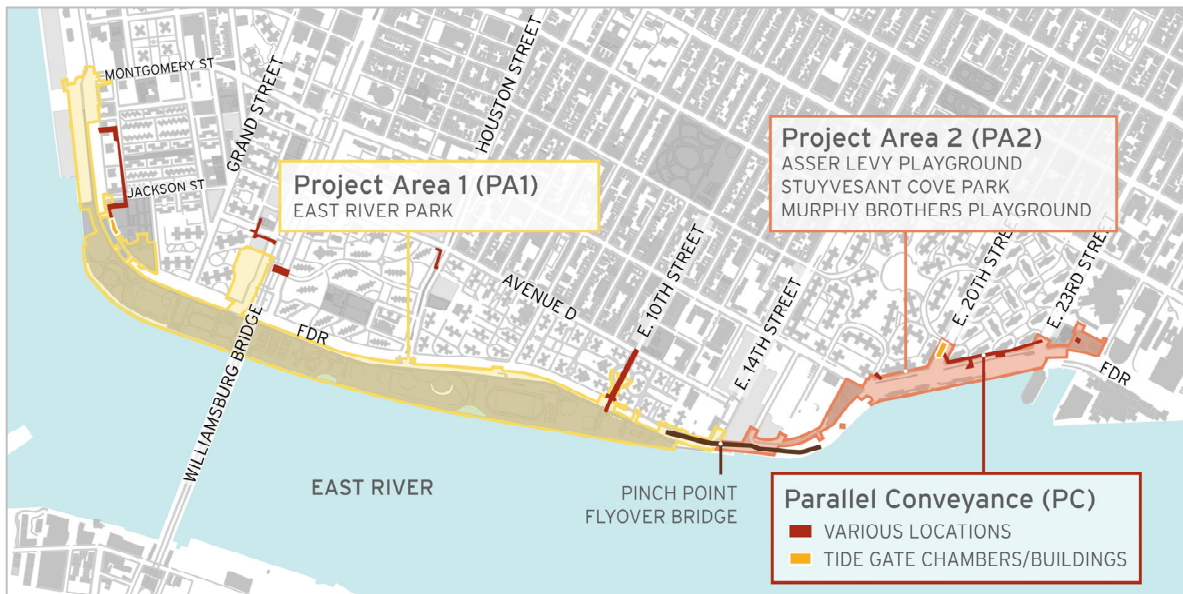 MONTGOMERY ST
JACKSON ST
GRAND STREET
HOUSTON STREET
Project Area 1 (PA1)
EAST RIVER PARK
Project Area 2 (PA2)
ASSER LEVY PLAYGROUND
STUYVESANT COVE PARK
MURPHY BROTHERS PLAYGROUND
AVENUE D
E. 10TH STREET
E. 14TH STREET
E. 20TH STREET
E. 23RD STREET
FDR
FDR
WILLIAMSBURG BRIDGE
EAST RIVER
PINCH POINT
FLYOVER BRIDGE
Parallel Conveyance (PC)
VARIOUS LOCATIONS
TIDE GATE CHAMBERS/BUILDINGS